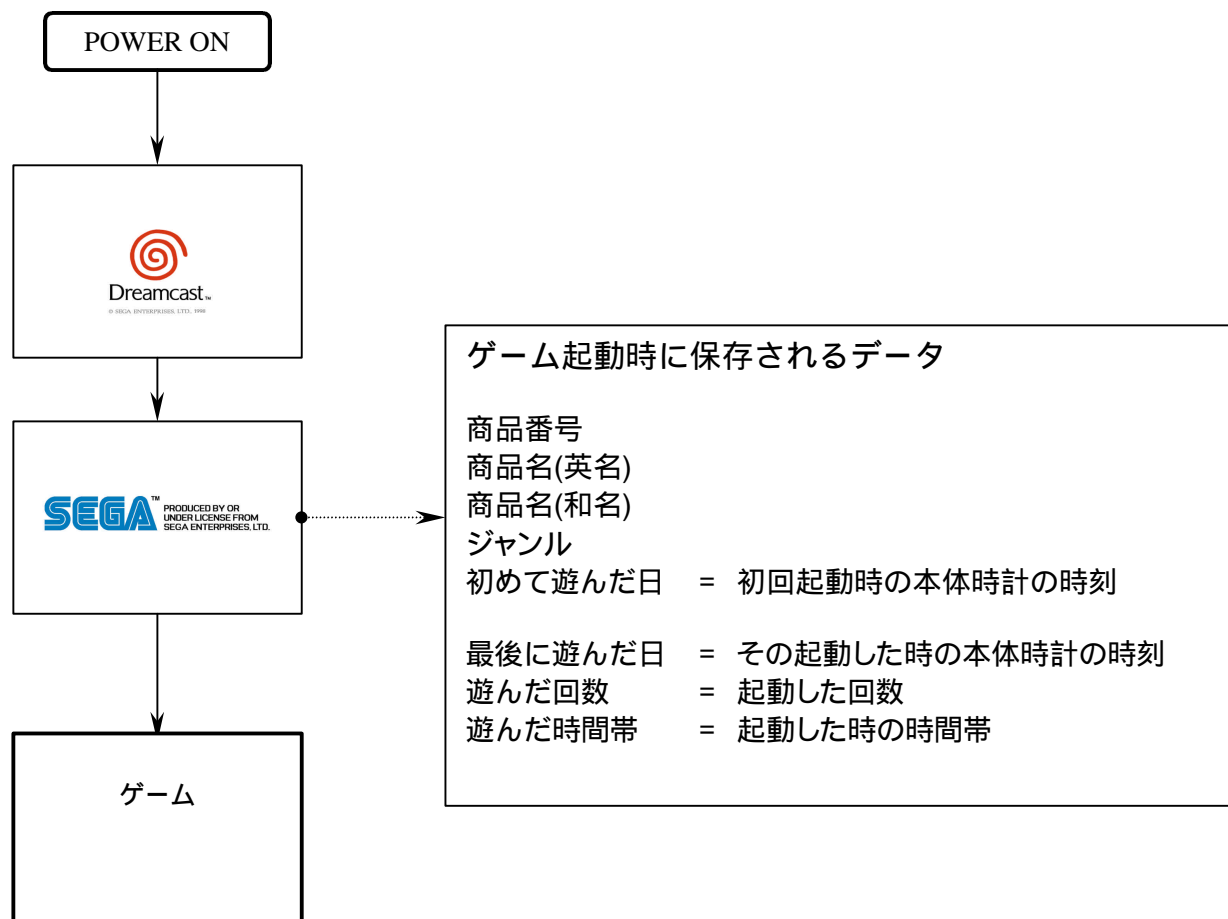 POWER ON
Dreamcast™
© SEGA ENTERPRISES, LTD. 1998
SEGA™ PRODUCED BY OR
UNDER LICENSE FROM
SEGA ENTERPRISES, LTD.
ゲーム起動時に保存されるデータ
商品番号
商品名(英名)
商品名(和名)
ジャンル
初めて遊んだ日 = 初回起動時の本体時計の時刻
最後に遊んだ日 = その起動した時の本体時計の時刻
遊んだ回数 = 起動した回数
遊んだ時間帯 = 起動した時の時間帯
ゲーム